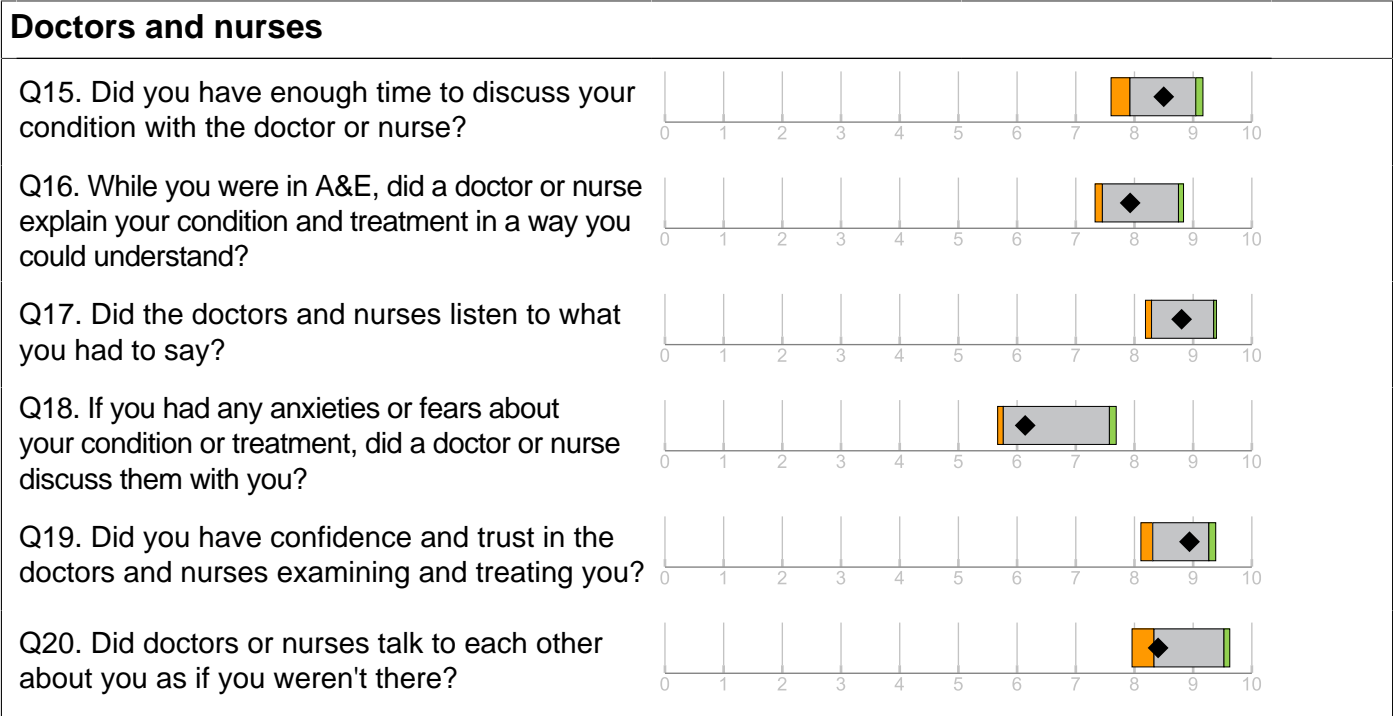 Doctors and nurses
Q15. Did you have enough time to discuss your
condition with the doctor or nurse?
0 1 2 3 4 5 6 7 8 9 10
Q16. While you were in A&E, did a doctor or nurse
explain your condition and treatment in a way you
could understand?
0 1 2 3 4 5 6 7 8 9 10
Q17. Did the doctors and nurses listen to what
you had to say?
0 1 2 3 4 5 6 7 8 9 10
Q18. If you had any anxieties or fears about
your condition or treatment, did a doctor or nurse
discuss them with you?
0 1 2 3 4 5 6 7 8 9 10
Q19. Did you have confidence and trust in the
doctors and nurses examining and treating you?
0 1 2 3 4 5 6 7 8 9 10
Q20. Did doctors or nurses talk to each other
about you as if you weren't there?
0 1 2 3 4 5 6 7 8 9 10